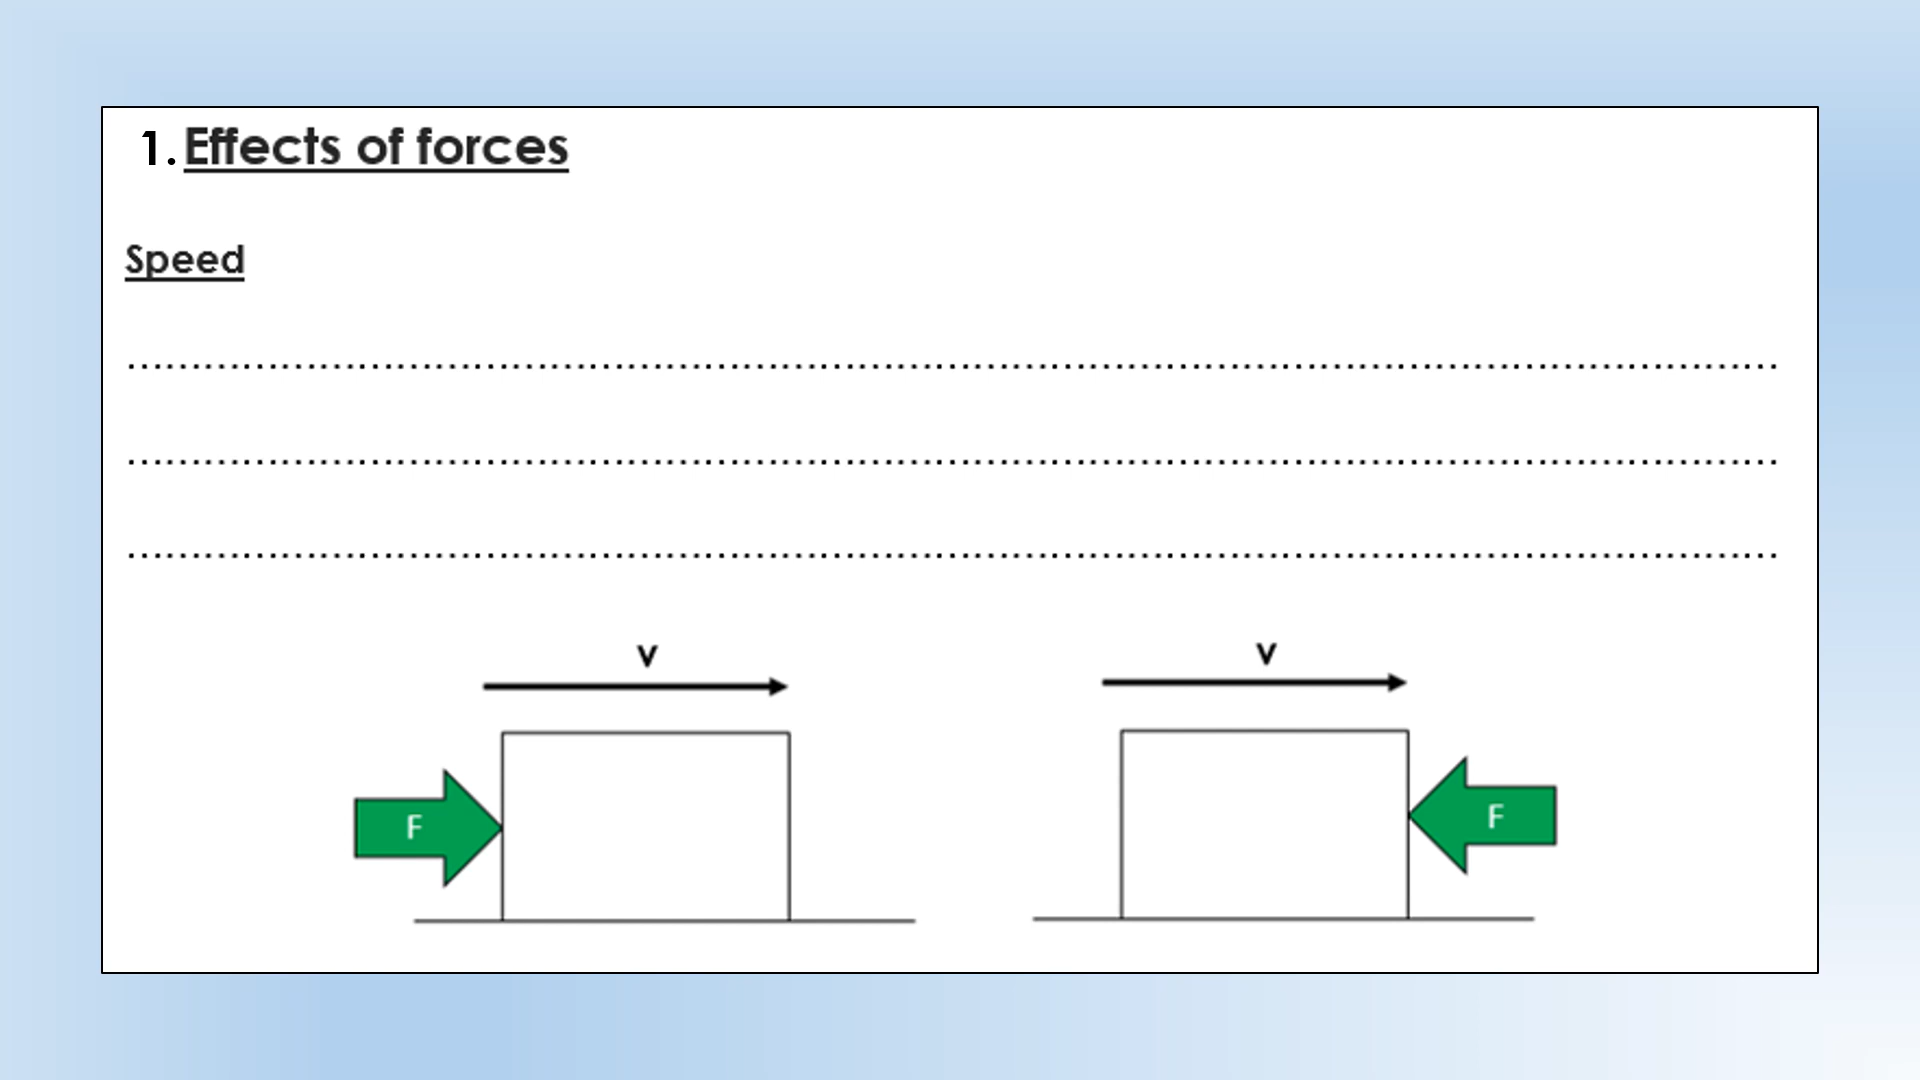 1. Effects of forces
Speed
v
v
F
F